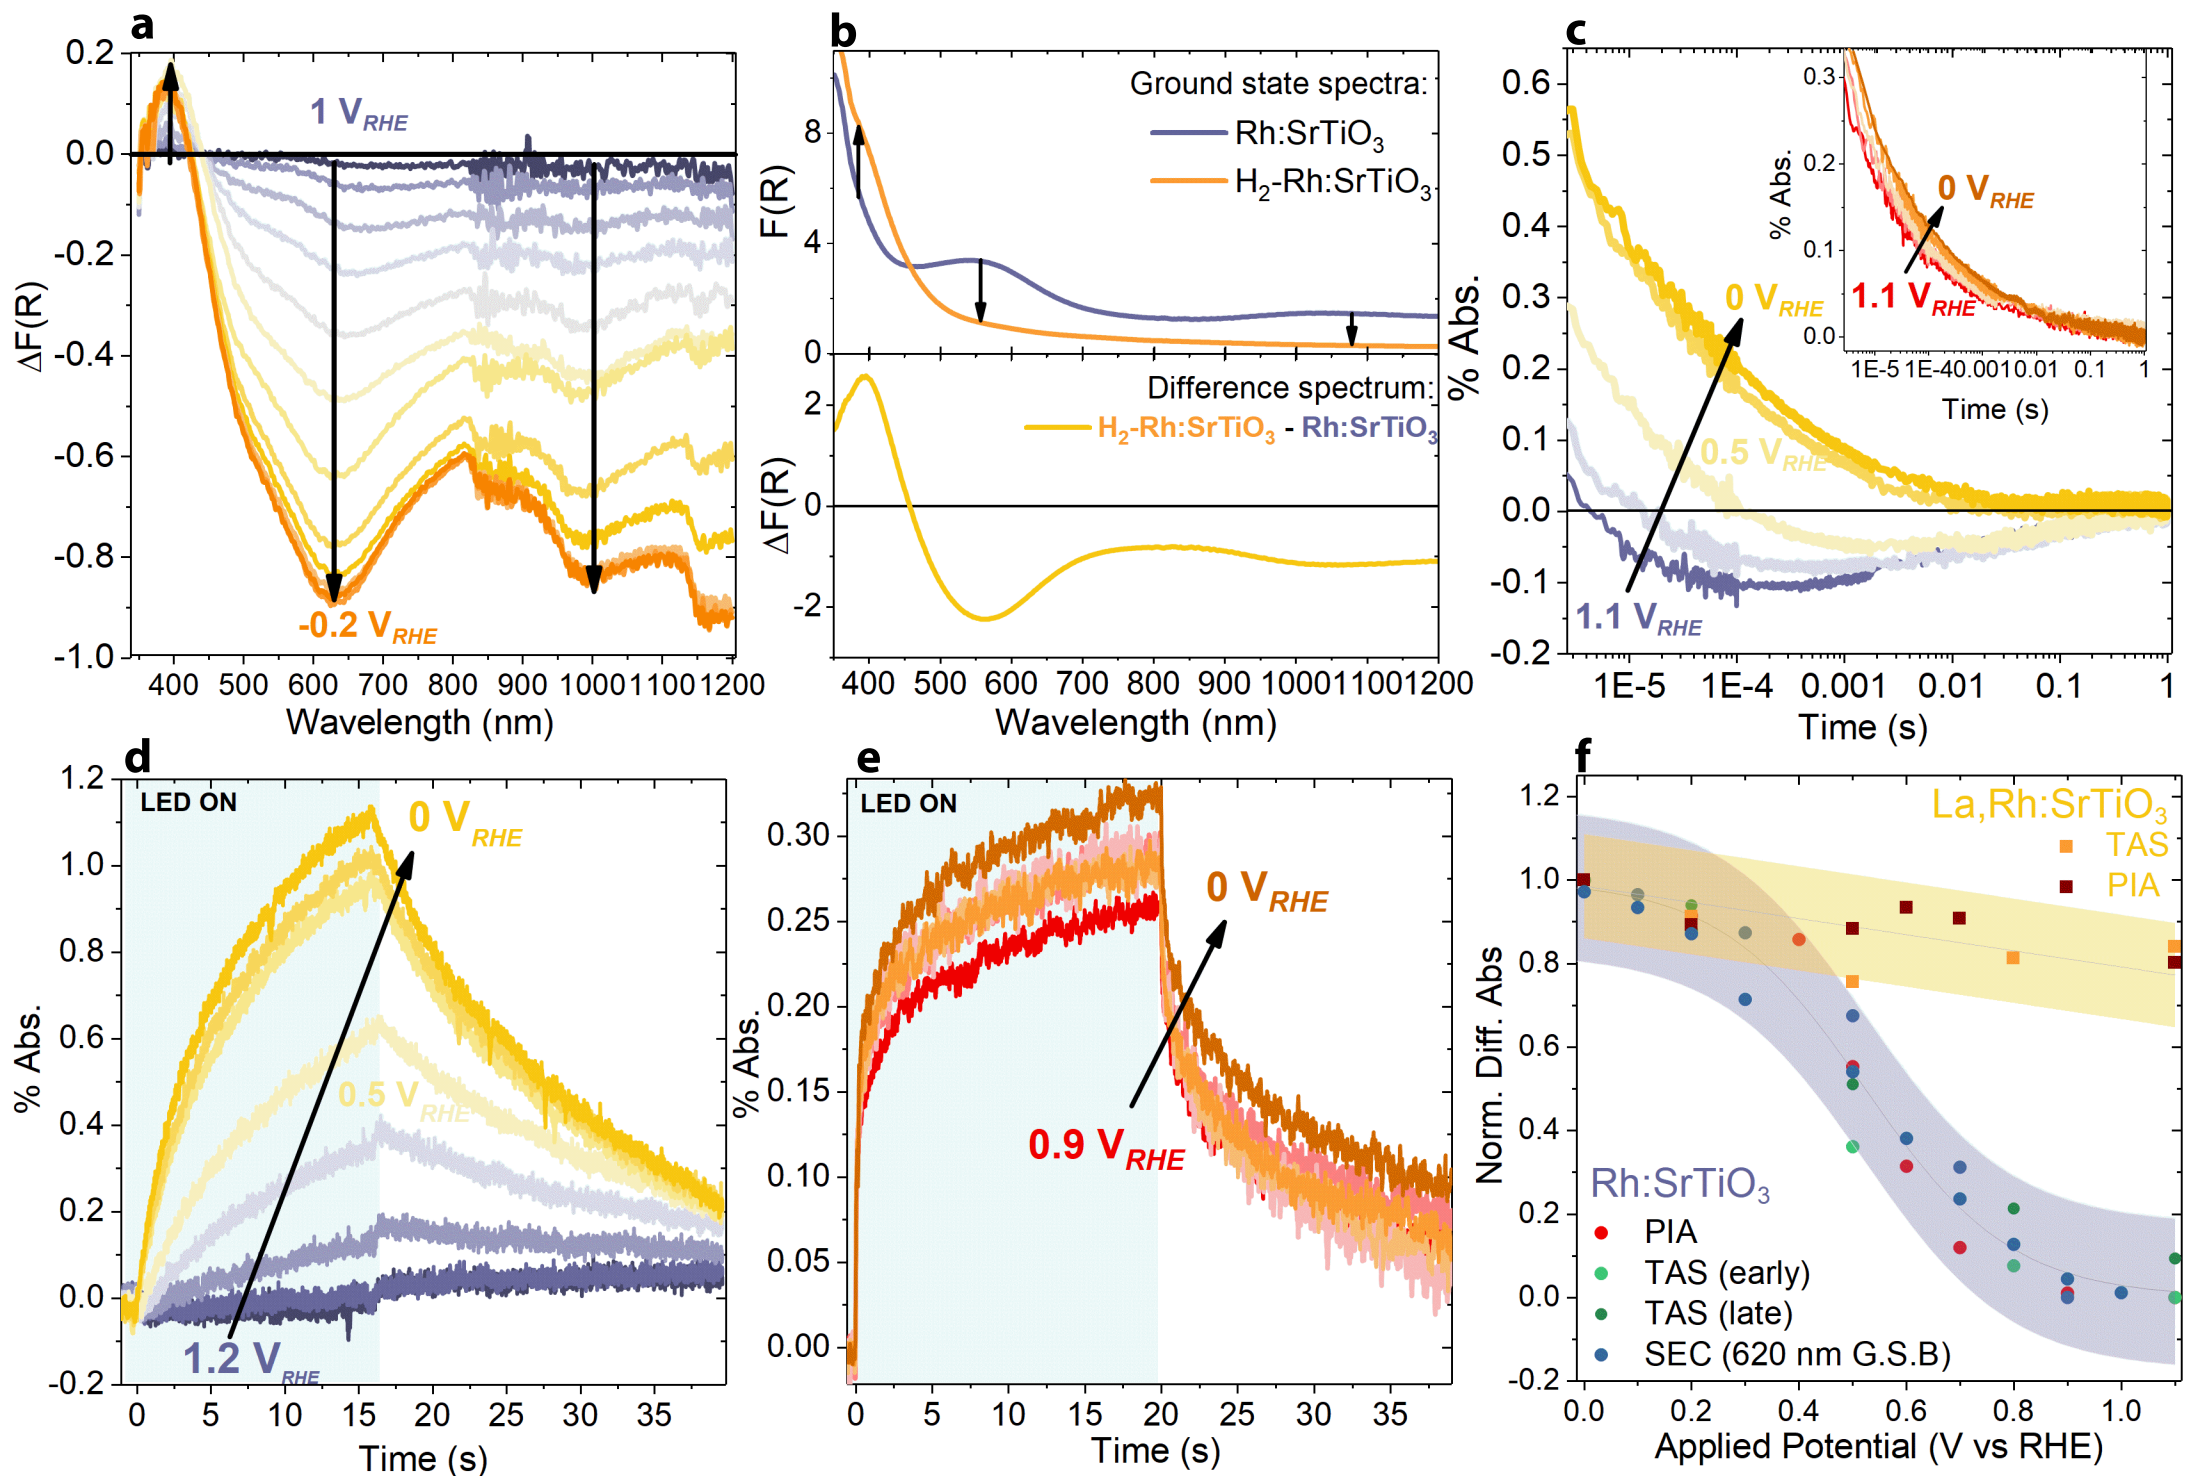 a
0.2
0.0
-0.2
-0.4
-0.6
-0.8
-1.0
ΔF(R)
1 VRHE
-0.2 VRHE
400 500 600 700 800 900 1000 1100 1200
Wavelength (nm)
b
8
4
0
F(R)
Ground state spectra:
Rh:SrTiO3
H2-Rh:SrTiO3
2
0
-2
ΔF(R)
Difference spectrum:
H2-Rh:SrTiO3 - Rh:SrTiO3
400 500 600 700 800 900 1000 1100 1200
Wavelength (nm)
c
0.6
0.5
0.4
0.3
0.2
0.1
0.0
-0.1
-0.2
% Abs.
0 VRHE
0.5 VRHE
1.1 VRHE
1E-5 1E-4 0.001 0.01 0.1 1
Time (s)
0.3
0.2
0.1
0.0
% Abs.
0 VRHE
1.1 VRHE
1E-5 1E-4 0.001 0.01 0.1 1
Time (s)
d
1.2
1.0
0.8
0.6
0.4
0.2
0.0
-0.2
% Abs.
LED ON
0 VRHE
0.5 VRHE
1.2 VRHE
0 5 10 15 20 25 30 35
Time (s)
e
0.30
0.25
0.20
0.15
0.10
0.05
0.00
% Abs.
LED ON
0 VRHE
0.9 VRHE
0 5 10 15 20 25 30 35
Time (s)
f
1.2
1.0
0.8
0.6
0.4
0.2
0.0
-0.2
Norm. Diff. Abs
La,Rh:SrTiO3
TAS
PIA
Rh:SrTiO3
PIA
TAS (early)
TAS (late)
SEC (620 nm G.S.B)
0.0 0.2 0.4 0.6 0.8 1.0
Applied Potential (V vs RHE)